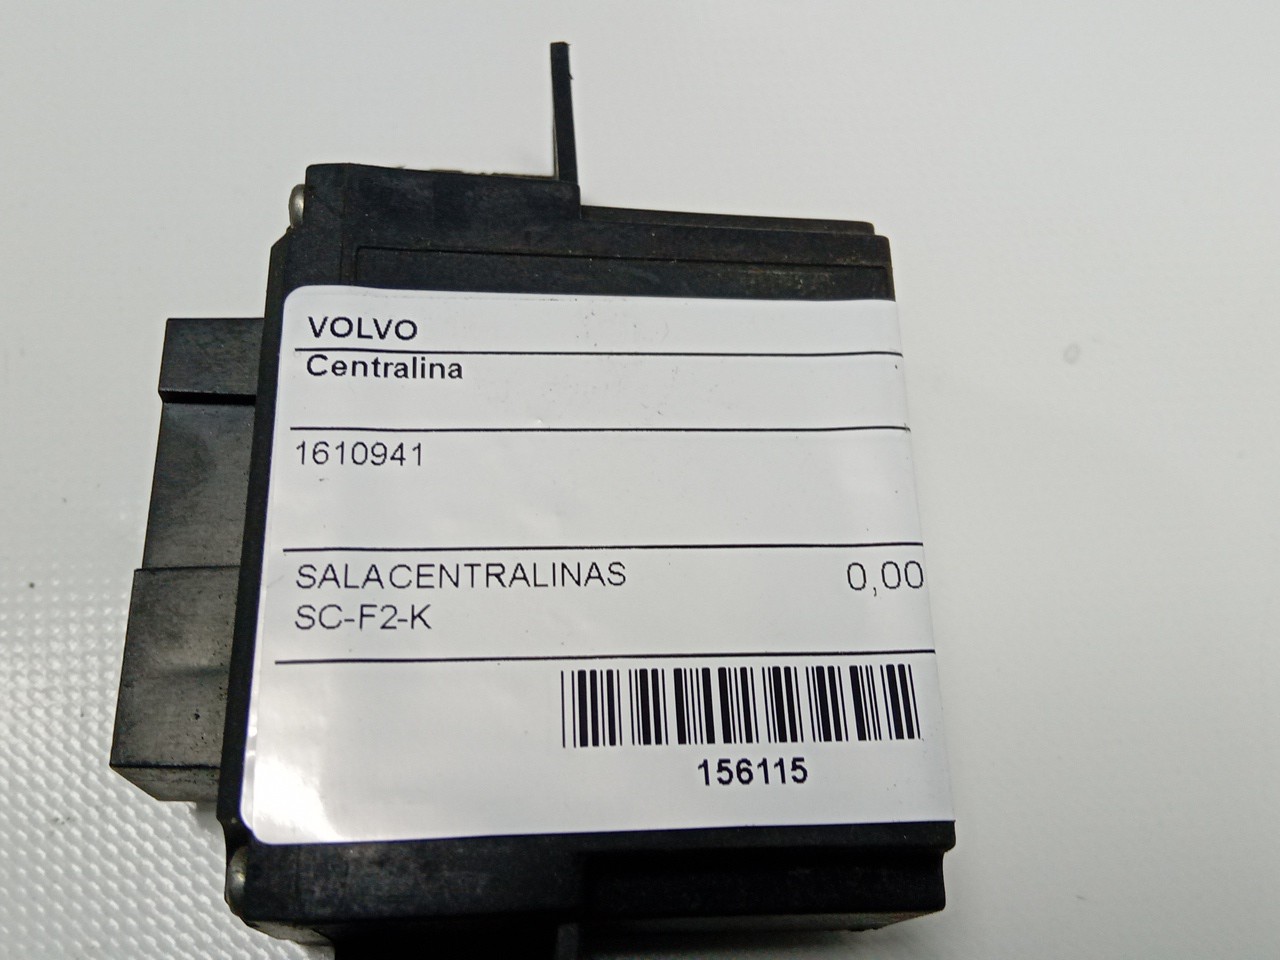 VOLVO
Centralina
1610941
SALACENTRALINAS 0,00
SC-F2-K
156115